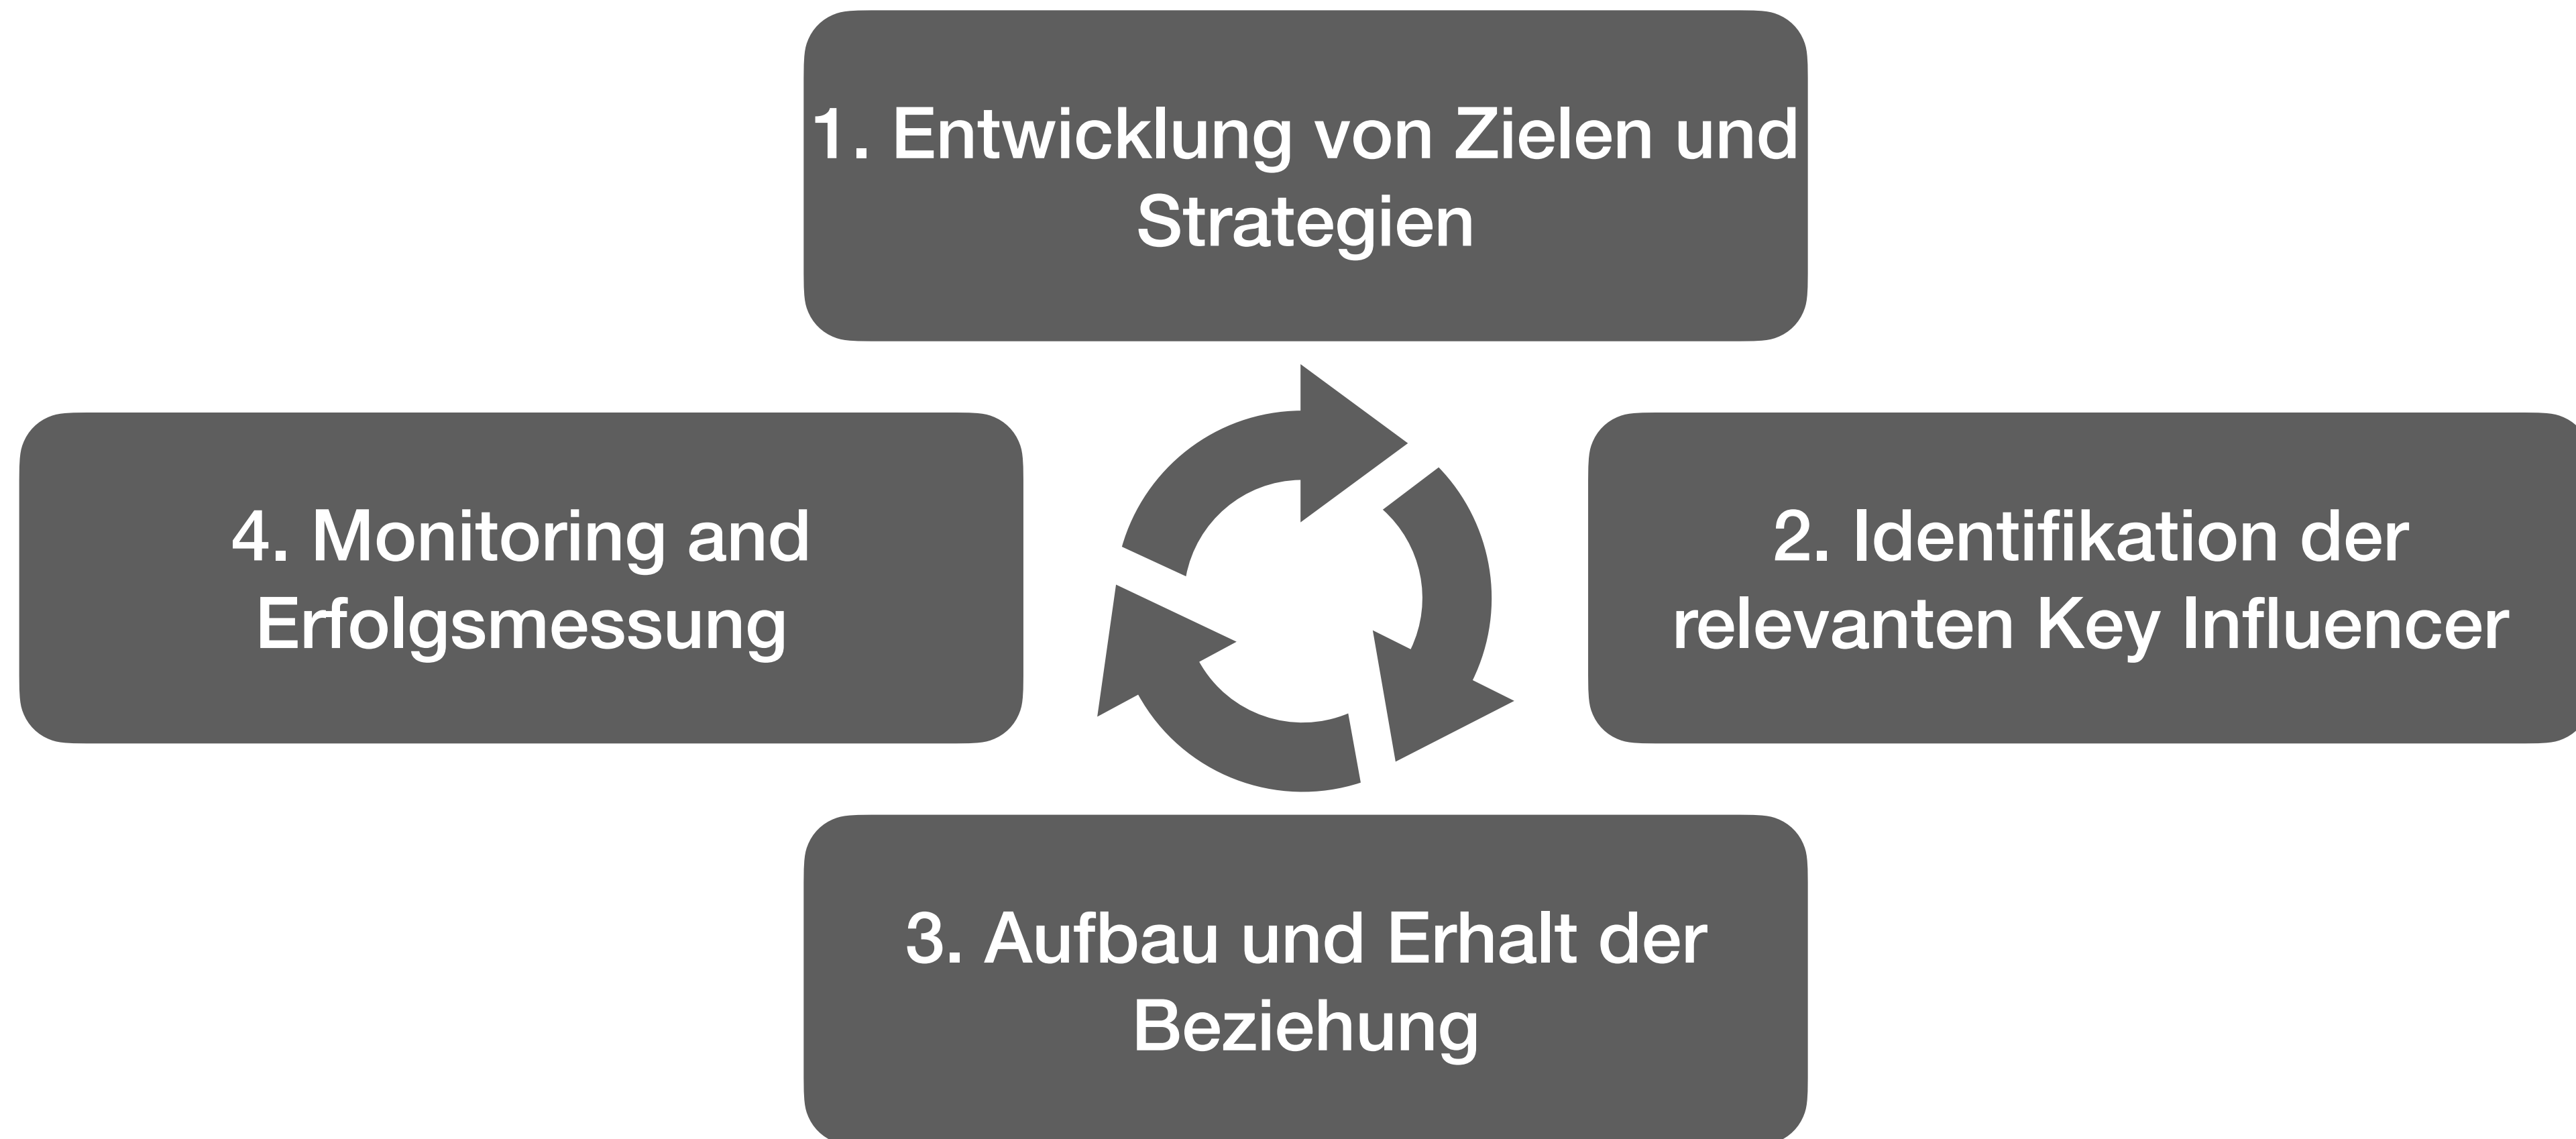 1. Entwicklung von Zielen und
Strategien
2. Identifikation der
relevanten Key Influencer
3. Aufbau und Erhalt der
Beziehung
4. Monitoring and
Erfolgsmessung